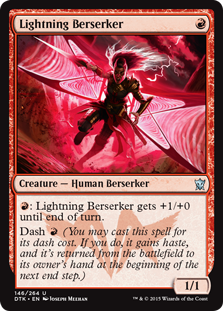 Lightning Berserker
Creature — Human Berserker
: Lightning Berserker gets +1/+0
until end of turn.
Dash (You may cast this spell for
its dash cost. If you do, it gains haste,
and it's returned from the battlefield to
its owner's hand at the beginning of the
next end step.)
1/1
146/264 U
DTK • EN Joseph Meehan
™ & © 2015 Wizards of the Coast